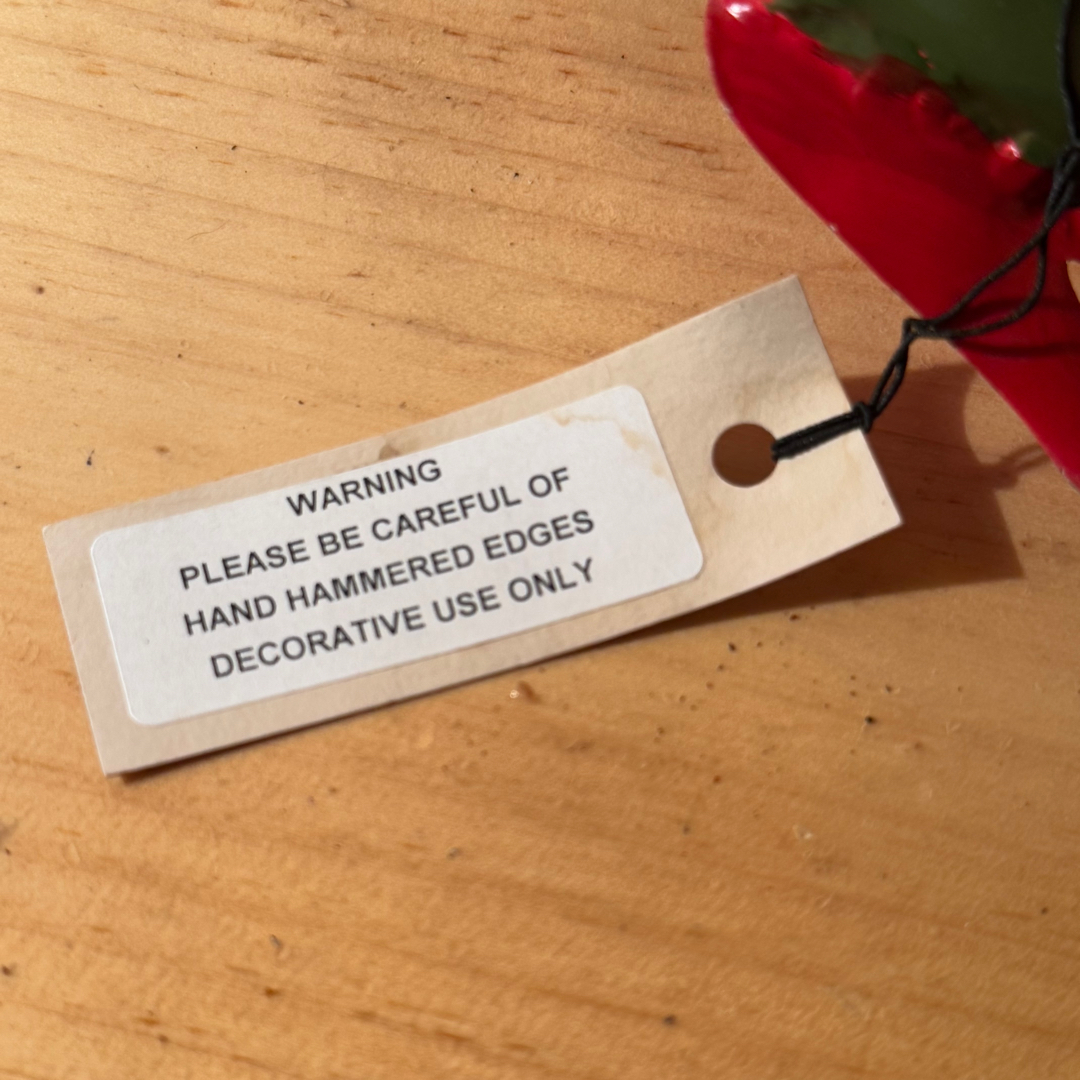 WARNING
PLEASE BE CAREFUL OF
HAND HAMMERED EDGES
DECORATIVE USE ONLY